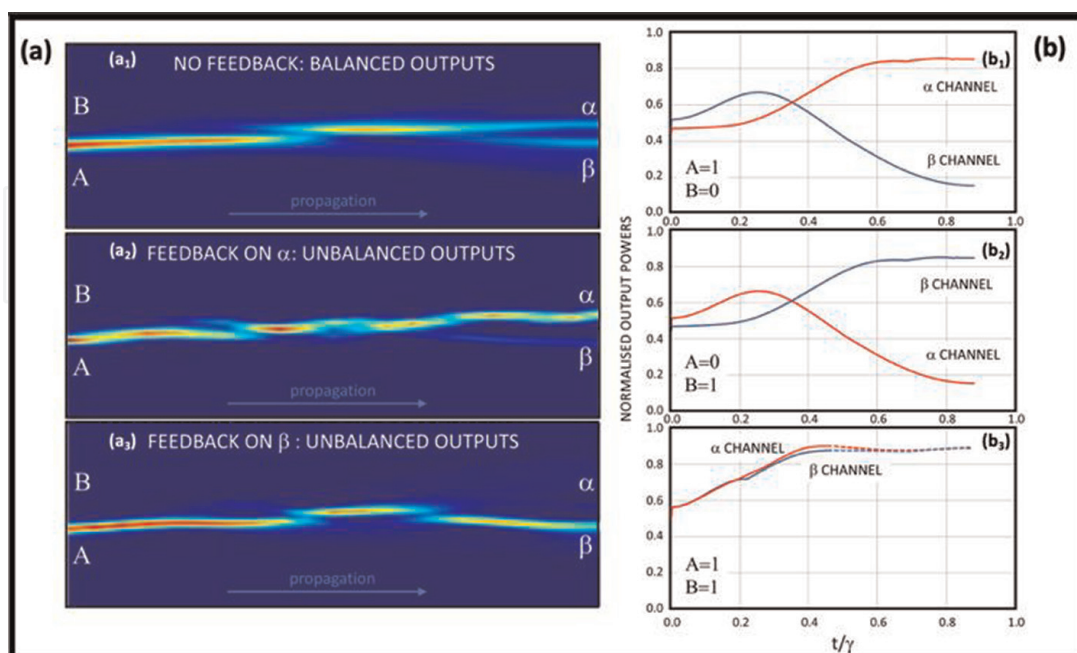 (a)
(a₁)
NO FEEDBACK: BALANCED OUTPUTS
B
α
A
β
propagation
(a₂) FEEDBACK ON α: UNBALANCED OUTPUTS
B
α
A
β
propagation
(a₃) FEEDBACK ON β : UNBALANCED OUTPUTS
B
α
A
β
propagation
(b)
NORMALISED OUTPUT POWERS
1.0
0.8
0.6
0.4
0.2
0.0
(b₁)
α CHANNEL
β CHANNEL
A=1
B=0
0.0 0.2 0.4 0.6 0.8 1.0
1.0
0.8
0.6
0.4
0.2
0.0
(b₂)
β CHANNEL
α CHANNEL
A=0
B=1
0.0 0.2 0.4 0.6 0.8 1.0
1.0
0.8
0.6
0.4
0.2
0.0
(b₃)
α CHANNEL
β CHANNEL
A=1
B=1
0.0 0.2 0.4 0.6 0.8 1.0
t/γ